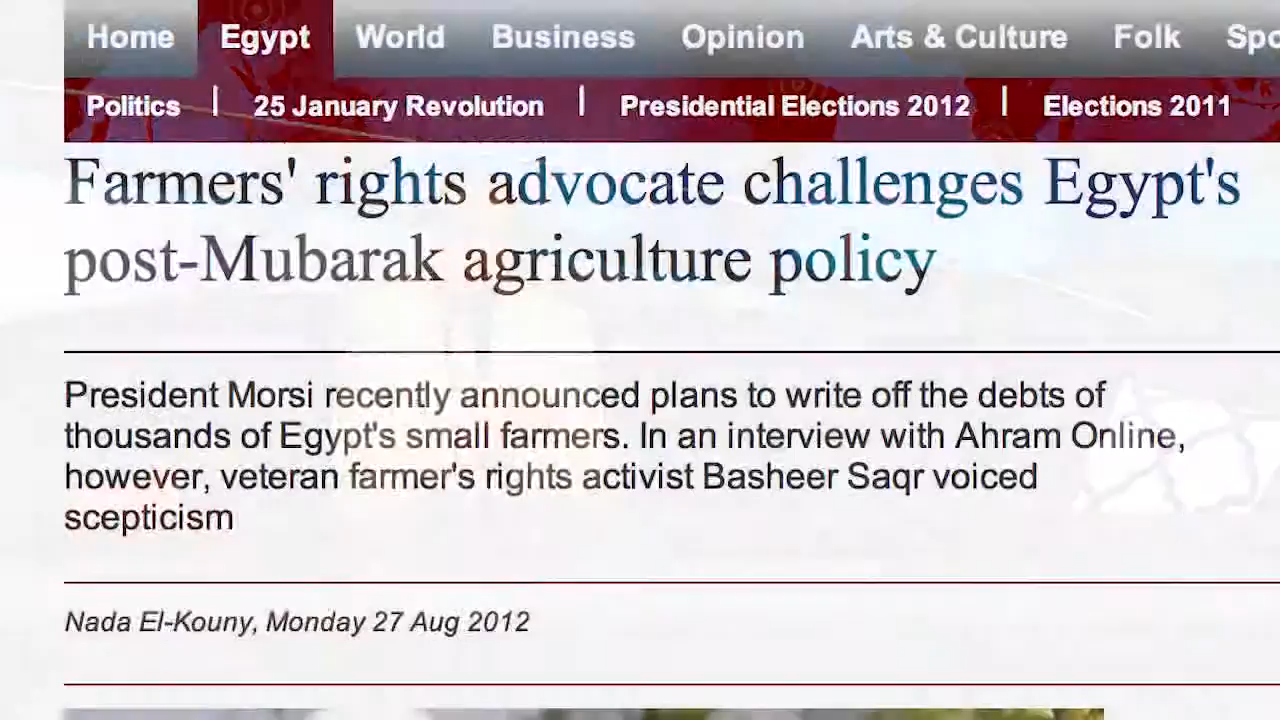 Home Egypt World Business Opinion Arts & Culture Folk
Politics | 25 January Revolution | Presidential Elections 2012 | Elections 2011
Farmers' rights advocate challenges Egypt's
post-Mubarak agriculture policy
President Morsi recently announced plans to write off the debts of
thousands of Egypt's small farmers. In an interview with Ahram Online,
however, veteran farmer's rights activist Basheer Saqr voiced
scepticism
Nada El-Kouny, Monday 27 Aug 2012